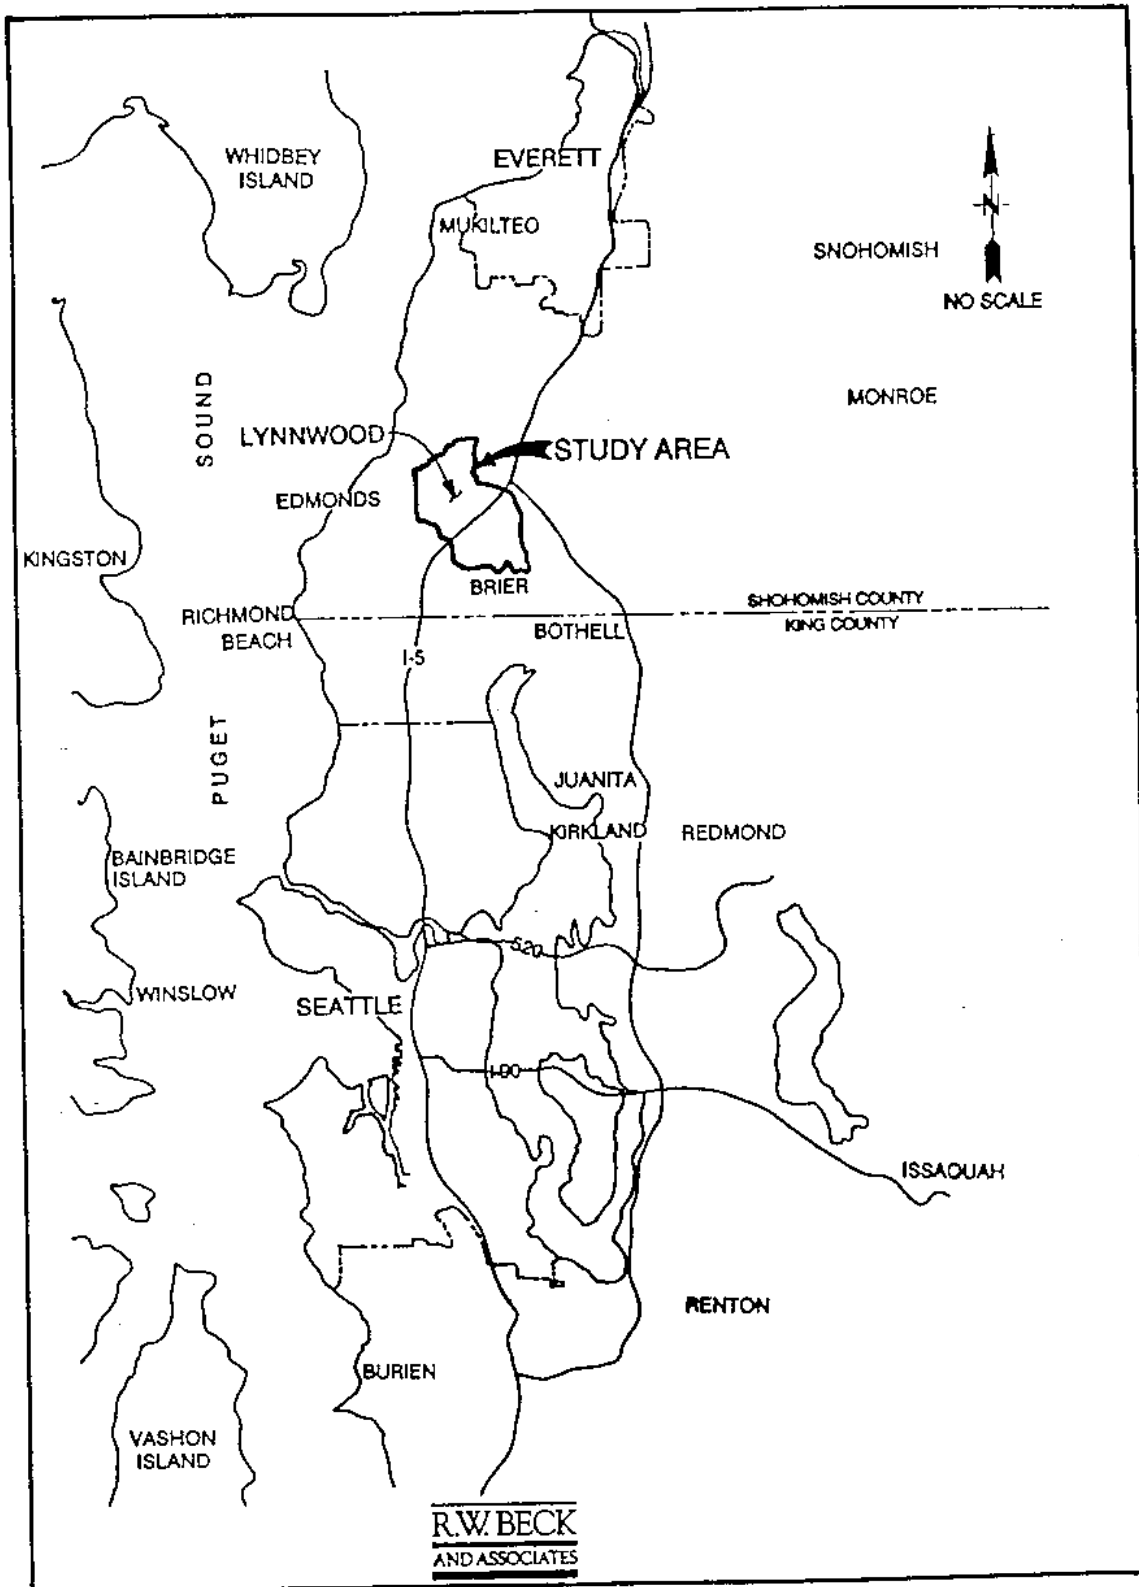 WHIDBEY
ISLAND
EVERETT
MUKILTEO
SNOHOMISH
N
NO SCALE
MONROE
SOUND
LYNNWOOD
STUDY AREA
EDMONDS
KINGSTON
BRIER
SHOHOMISH COUNTY
KING COUNTY
RICHMOND
BEACH
BOTHELL
I-5
PUGET
JUANITA
KIRKLAND
REDMOND
BAINBRIDGE
ISLAND
520
WINSLOW
SEATTLE
I-90
ISSAQUAH
RENTON
BURIEN
VASHON
ISLAND
R.W. BECK
AND ASSOCIATES